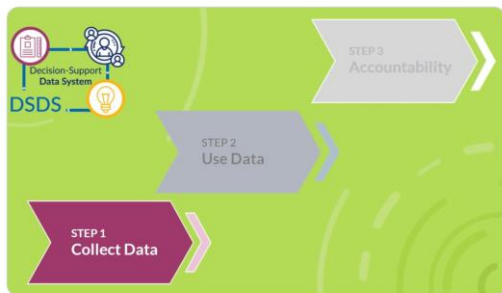 Decision-Support
Data System
DSDS
STEP 3
Accountability
STEP 2
Use Data
STEP 1
Collect Data